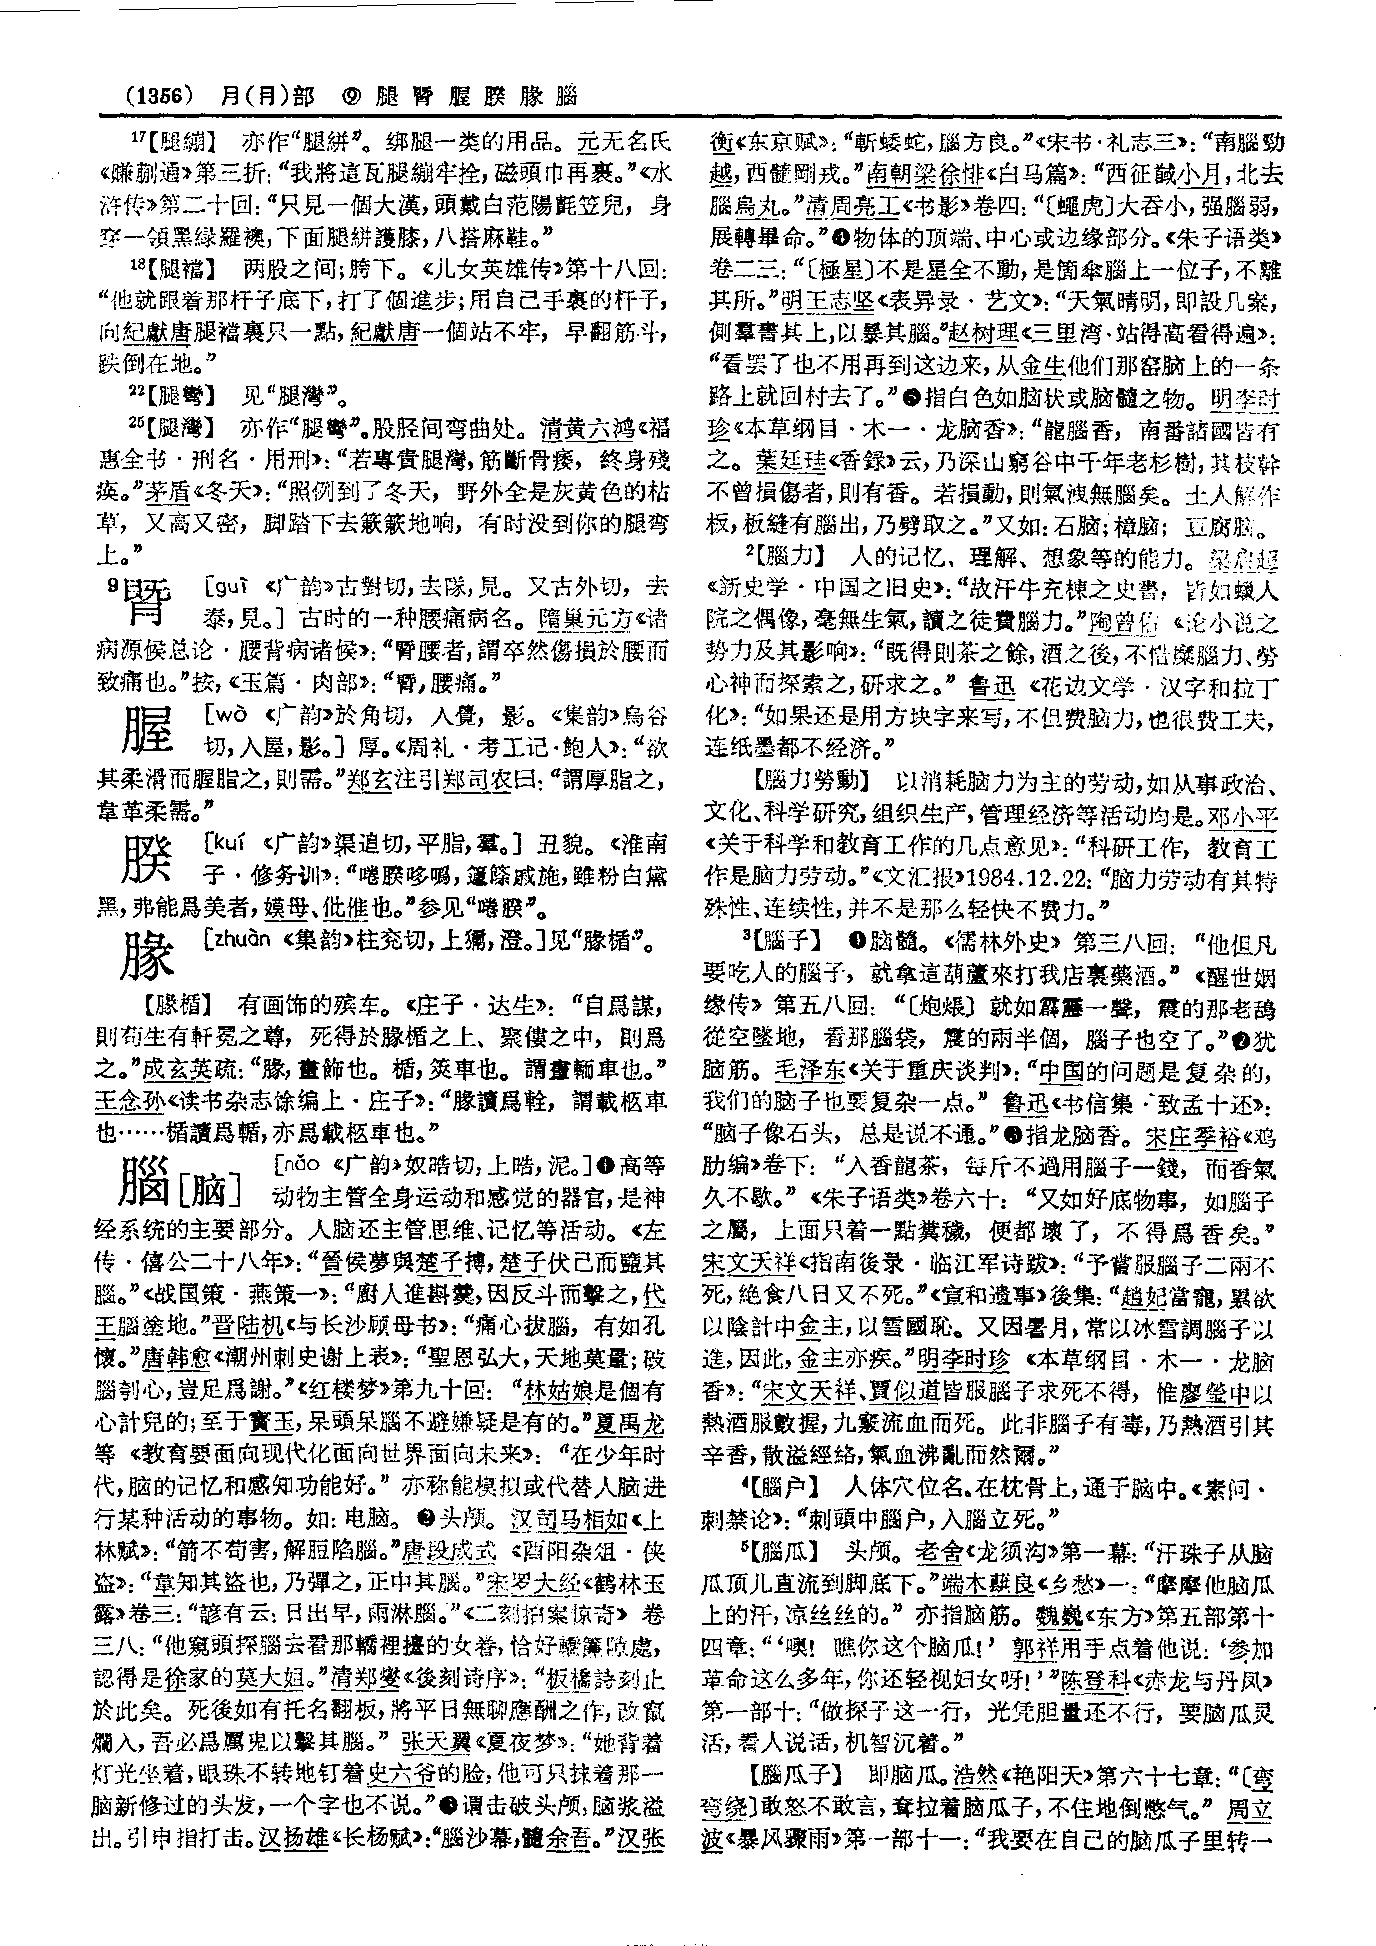 (1356) 月(月)部 ⑨ 腿 䐴 腛 腬 腞 腦
17【腿綳】 亦作“腿絣”。绑腿一类的用品。元无名氏
《赚蒯通》第三折：“我將這瓦腿綳牢拴，磁頭巾再裹。”《水
浒传》第二十回：“只見一個大漢，頭戴白范陽氈笠兒，身
穿一領黑緑羅襖，下面腿絣護膝，八搭麻鞋。”
18【腿襠】 两股之间；胯下。《儿女英雄传》第十八回：
“他就跟着那杆子底下，打了個進步；用自己手裏的杆子，
向紀獻唐腿襠裏只一點，紀獻唐一個站不牢，早翻筋斗，
跌倒在地。”
22【腿彎】 见“腿灣”。
25【腿灣】 亦作“腿彎”。股胫间弯曲处。清黄六鸿《福
惠全书·刑名·用刑》：“若專責腿灣，筋斷骨痿，終身殘
疾。”茅盾《冬天》：“照例到了冬天，野外全是灰黄色的枯
草，又高又密，脚踏下去簌簌地响，有时没到你的腿弯
上。”
9 [guì 《广韵》古對切，去隊，見。又古外切，去
泰，見。] 古时的一种腰痛病名。隋巢元方《诸
病源候总论·腰背病诸候》：“腰者，謂卒然傷損於腰而
致痛也。”按，《玉篇·肉部》：“，腰痛。”
腛 [wò 《广韵》於角切，入覺，影。《集韵》烏谷
切，入屋，影。] 厚。《周礼·考工记·鲍人》：“欲
其柔滑而腛脂之，則需。”郑玄注引郑司农曰：“謂厚脂之，
韋革柔需。”
[kuí 《广韵》渠追切，平脂，羣。] 丑貌。《淮南
子·修务训》：“啳哆噅，籧篨戚施，雖粉白黛
黑，弗能爲美者，嫫母、仳倠也。”参见“啳”。
腞 [zhuàn 《集韵》柱兖切，上獮，澄。]见“腞楯”。
【腞楯】 有画饰的殡车。《庄子·达生》：“自爲謀，
則苟生有軒冕之尊，死得於腞楯之上、聚僂之中，則爲
之。”成玄英疏：“腞，畫飾也。楯，筴車也。謂畫輴車也。”
王念孙《读书杂志馀编上·庄子》：“腞讀爲輇，謂載柩車
也……楯讀爲輴，亦爲載柩車也。”
腦[脑] [nǎo 《广韵》奴晧切，上晧，泥。]❶高等
动物主管全身运动和感觉的器官，是神
经系统的主要部分。人脑还主管思维、记忆等活动。《左
传·僖公二十八年》：“晉侯夢與楚子搏，楚子伏己而盬其
腦。”《战国策·燕策一》：“廚人進斟羹，因反斗而擊之，代
王腦塗地。”晋陆机《与长沙顾母书》：“痛心拔腦，有如孔
懷。”唐韩愈《潮州刺史谢上表》：“聖恩弘大，天地莫量；破
腦刳心，豈足爲謝。”《红楼梦》第九十回：“林姑娘是個有
心計兒的；至于寳玉，呆頭呆腦不避嫌疑是有的。”夏禹龙
等《教育要面向现代化面向世界面向未来》：“在少年时
代，脑的记忆和感知功能好。”亦称能模拟或代替人脑进
行某种活动的事物。如：电脑。❷头颅。汉司马相如《上
林赋》：“箭不苟害，解脰陷腦。”唐段成式《酉阳杂俎·侠
盗》：“韋知其盗也，乃彈之，正中其腦。”宋罗大经《鹤林玉
露》卷三：“諺有云：日出早，雨淋腦。”《二刻拍案惊奇》卷
三八：“他窺頭探腦去看那轎裡擡的女眷，恰好轎簾隙處，
認得是徐家的莫大姐。”清郑燮《後刻诗序》：“板橋詩刻止
於此矣。死後如有托名翻板，將平日無聊應酬之作，改竄
爛入，吾必爲厲鬼以擊其腦。”张天翼《夏夜梦》：“她背着
灯光坐着，眼珠不转地钉着史六爷的脸；他可只抹着那一
脑新修过的头发，一个字也不说。”❸谓击破头颅，脑浆溢
出。引申指打击。汉扬雄《长杨赋》：“腦沙幕，髓余吾。”汉张
衡《东京赋》：“斬蜲蛇，腦方良。”《宋书·礼志三》：“南腦勁
越，西髓剛戎。”南朝梁徐悱《白马篇》：“西征馘小月，北去
腦烏丸。”清周亮工《书影》卷四：“〔蠅虎〕大吞小，强腦弱，
展轉畢命。”❹物体的顶端、中心或边缘部分。《朱子语类》
卷二三：“〔極星〕不是星全不動，是箇傘腦上一位子，不離
其所。”明王志坚《表异录·艺文》：“天氣晴明，即設几案，
側羣書其上，以暴其腦。”赵树理《三里湾·站得高看得遍》：
“看罢了也不用再到这边来，从金生他们那窑脑上的一条
路上就回村去了。”❺指白色如脑状或脑髓之物。明李时
珍《本草纲目·木一·龙脑香》：“龍腦香，南番諸國皆有
之。葉廷珪《香錄》云，乃深山窮谷中千年老杉樹，其枝幹
不曾損傷者，則有香。若損動，則氣洩無腦矣。土人解作
板，板縫有腦出，乃劈取之。”又如：石脑；樟脑；豆腐脑。
2【腦力】 人的记忆、理解、想象等的能力。梁启超
《新史学·中国之旧史》：“故汗牛充棟之史書，皆如蠟人
院之偶像，毫無生氣，讀之徒費腦力。”陶曾佑《论小说之
势力及其影响》：“既得則茶之餘，酒之後，不惜糜腦力、勞
心神而探索之，研求之。”鲁迅《花边文学·汉字和拉丁
化》：“如果还是用方块字来写，不但费脑力，也很费工夫，
连纸墨都不经济。”
【腦力勞動】 以消耗脑力为主的劳动，如从事政治、
文化、科学研究，组织生产，管理经济等活动均是。邓小平
《关于科学和教育工作的几点意见》：“科研工作，教育工
作是脑力劳动。”《文汇报》1984.12.22：“脑力劳动有其特
殊性、连续性，并不是那么轻快不费力。”
3【腦子】 ❶脑髓。《儒林外史》第三八回：“他但凡
要吃人的腦子，就拿這葫蘆來打我店裏藥酒。”《醒世姻
缘传》第五八回：“〔炮煨〕就如霹靂一聲，震的那老鴰
從空墜地，看那腦袋，震的兩半個，腦子也空了。”❷犹
脑筋。毛泽东《关于重庆谈判》：“中国的问题是复杂的，
我们的脑子也要复杂一点。”鲁迅《书信集·致孟十还》：
“脑子像石头，总是说不通。”❸指龙脑香。宋庄季裕《鸡
肋编》卷下：“入香龍茶，每斤不過用腦子一錢，而香氣
久不歇。”《朱子语类》卷六十：“又如好底物事，如腦子
之屬，上面只着一點糞穢，便都壞了，不得爲香矣。”
宋文天祥《指南後录·临江军诗跋》：“予嘗服腦子二兩不
死，絶食八日又不死。”《宣和遗事》後集：“趙妃當寵，累欲
以陰計中金主，以雪國恥。又因暑月，常以冰雪調腦子以
進，因此，金主亦疾。”明李时珍《本草纲目·木一·龙脑
香》：“宋文天祥、賈似道皆服腦子求死不得，惟廖瑩中以
熱酒服數握，九竅流血而死。此非腦子有毒，乃熱酒引其
辛香，散溢經絡，氣血沸亂而然爾。”
4【腦户】 人体穴位名。在枕骨上，通于脑中。《素问·
刺禁论》：“刺頭中腦户，入腦立死。”
5【腦瓜】 头颅。老舍《龙须沟》第一幕：“汗珠子从脑
瓜顶儿直流到脚底下。”端木蕻良《乡愁》一：“摩摩他脑瓜
上的汗，凉丝丝的。”亦指脑筋。魏巍《东方》第五部第十
四章：“‘噢！瞧你这个脑瓜！’郭祥用手点着他说：‘参加
革命这么多年，你还轻视妇女呀！’”陈登科《赤龙与丹凤》
第一部十：“做探子这一行，光凭胆量还不行，要脑瓜灵
活，看人说话，机智沉着。”
【腦瓜子】 即脑瓜。浩然《艳阳天》第六十七章：“〔弯
弯绕〕敢怒不敢言，耷拉着脑瓜子，不住地倒憋气。”周立
波《暴风骤雨》第一部十一：“我要在自己的脑瓜子里转一